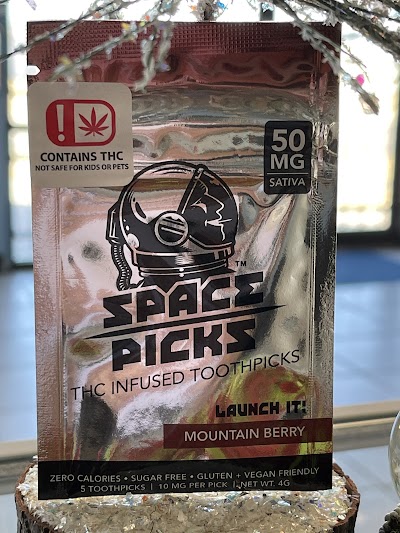 !
CONTAINS THC
NOT SAFE FOR KIDS OR PETS
50
MG
SATIVA
SPACE
PICKS
™
THC INFUSED TOOTHPICKS
LAUNCH IT!
MOUNTAIN BERRY
ZERO CALORIES • SUGAR FREE • GLUTEN + VEGAN FRIENDLY
5 TOOTHPICKS | 10 MG PER PICK | NET WT. 4G